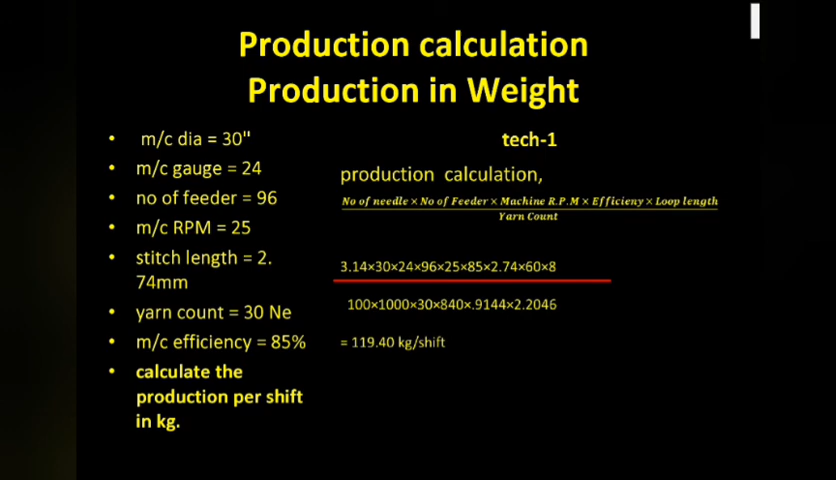 Production calculation
Production in Weight
• m/c dia = 30"
• m/c gauge = 24
• no of feeder = 96
• m/c RPM = 25
• stitch length = 2.
74mm
• yarn count = 30 Ne
• m/c efficiency = 85%
• calculate the
production per shift
in kg.
tech-1
production calculation,
No of needle × No of Feeder × Machine R.P.M × Efficieny × Loop length
Yarn Count
3.14×30×24×96×25×85×2.74×60×8
100×1000×30×840×.9144×2.2046
= 119.40 kg/shift